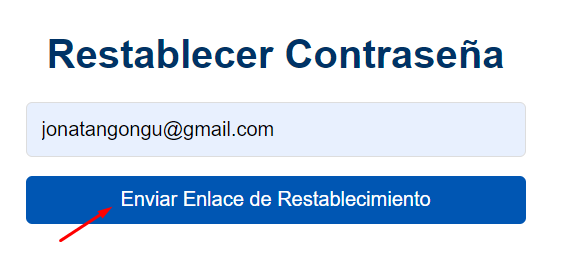 Restablecer Contraseña
jonatangongu@gmail.com
Enviar Enlace de Restablecimiento